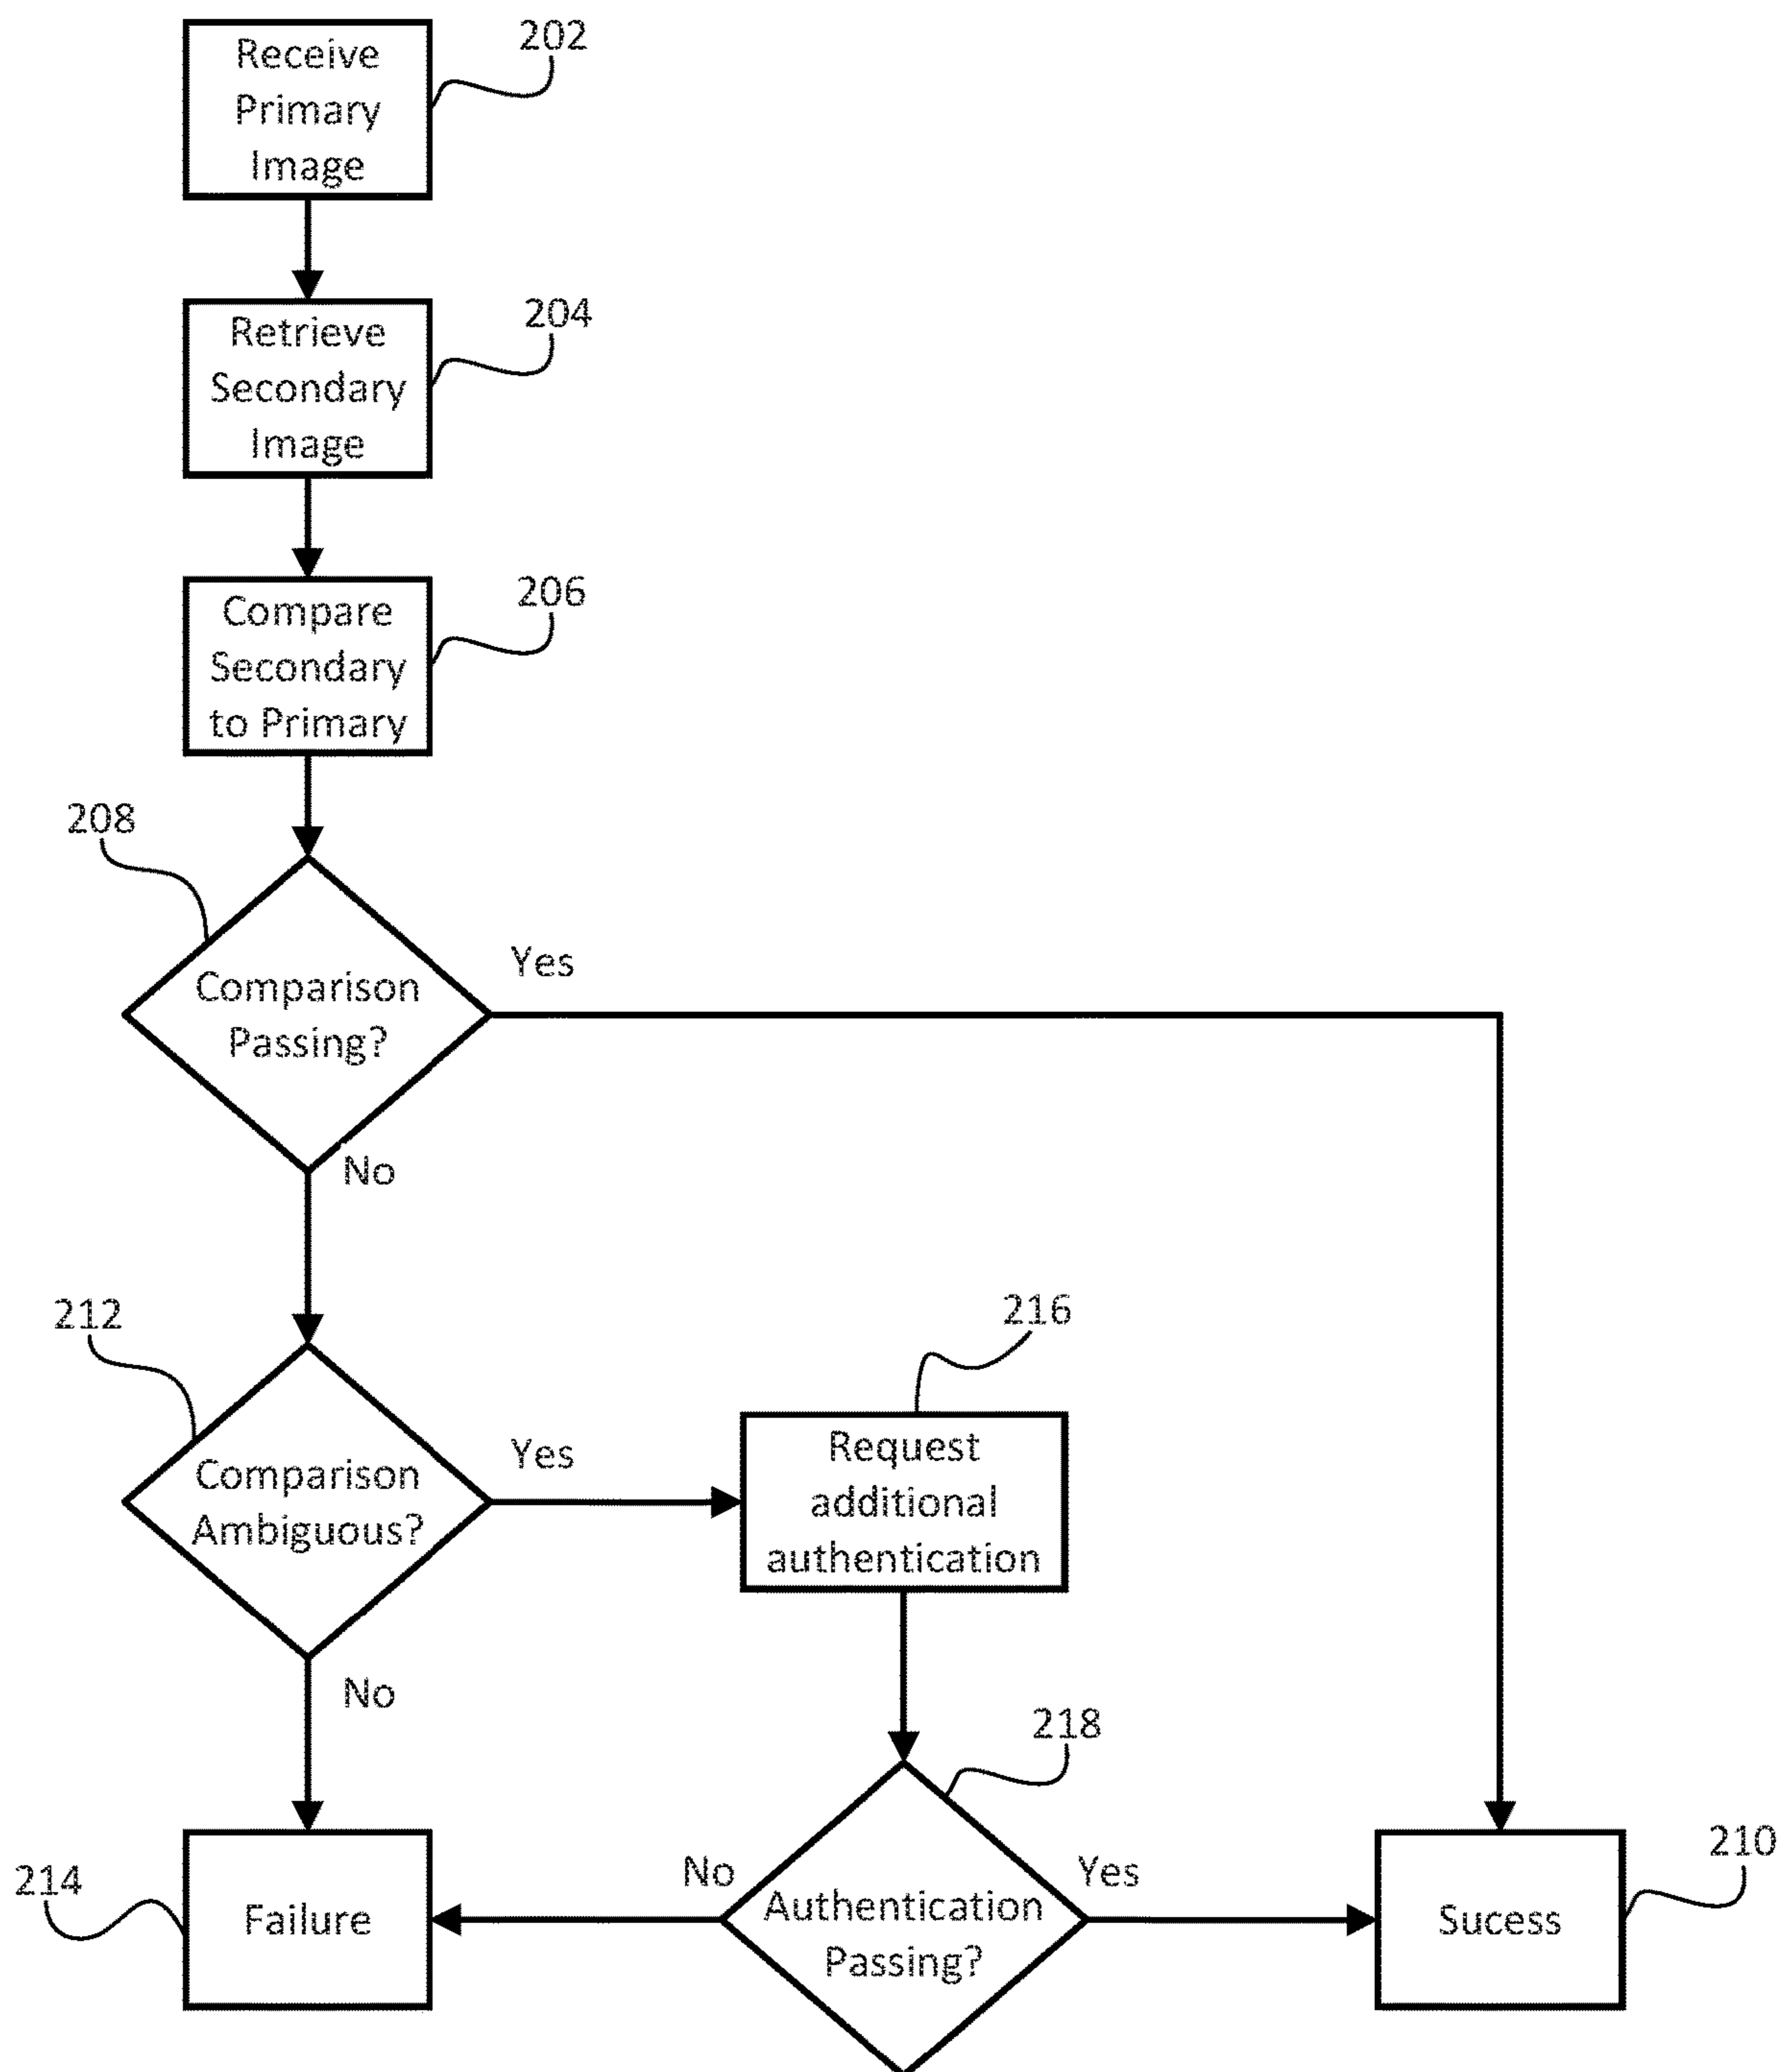 202
Receive
Primary
Image
204
Retrieve
Secondary
Image
206
Compare
Secondary
to Primary
208
Comparison
Passing?
Yes
No
212
Comparison
Ambiguous?
Yes
No
216
Request
additional
authentication
218
Authentication
Passing?
No
Yes
214
Failure
210
Sucess